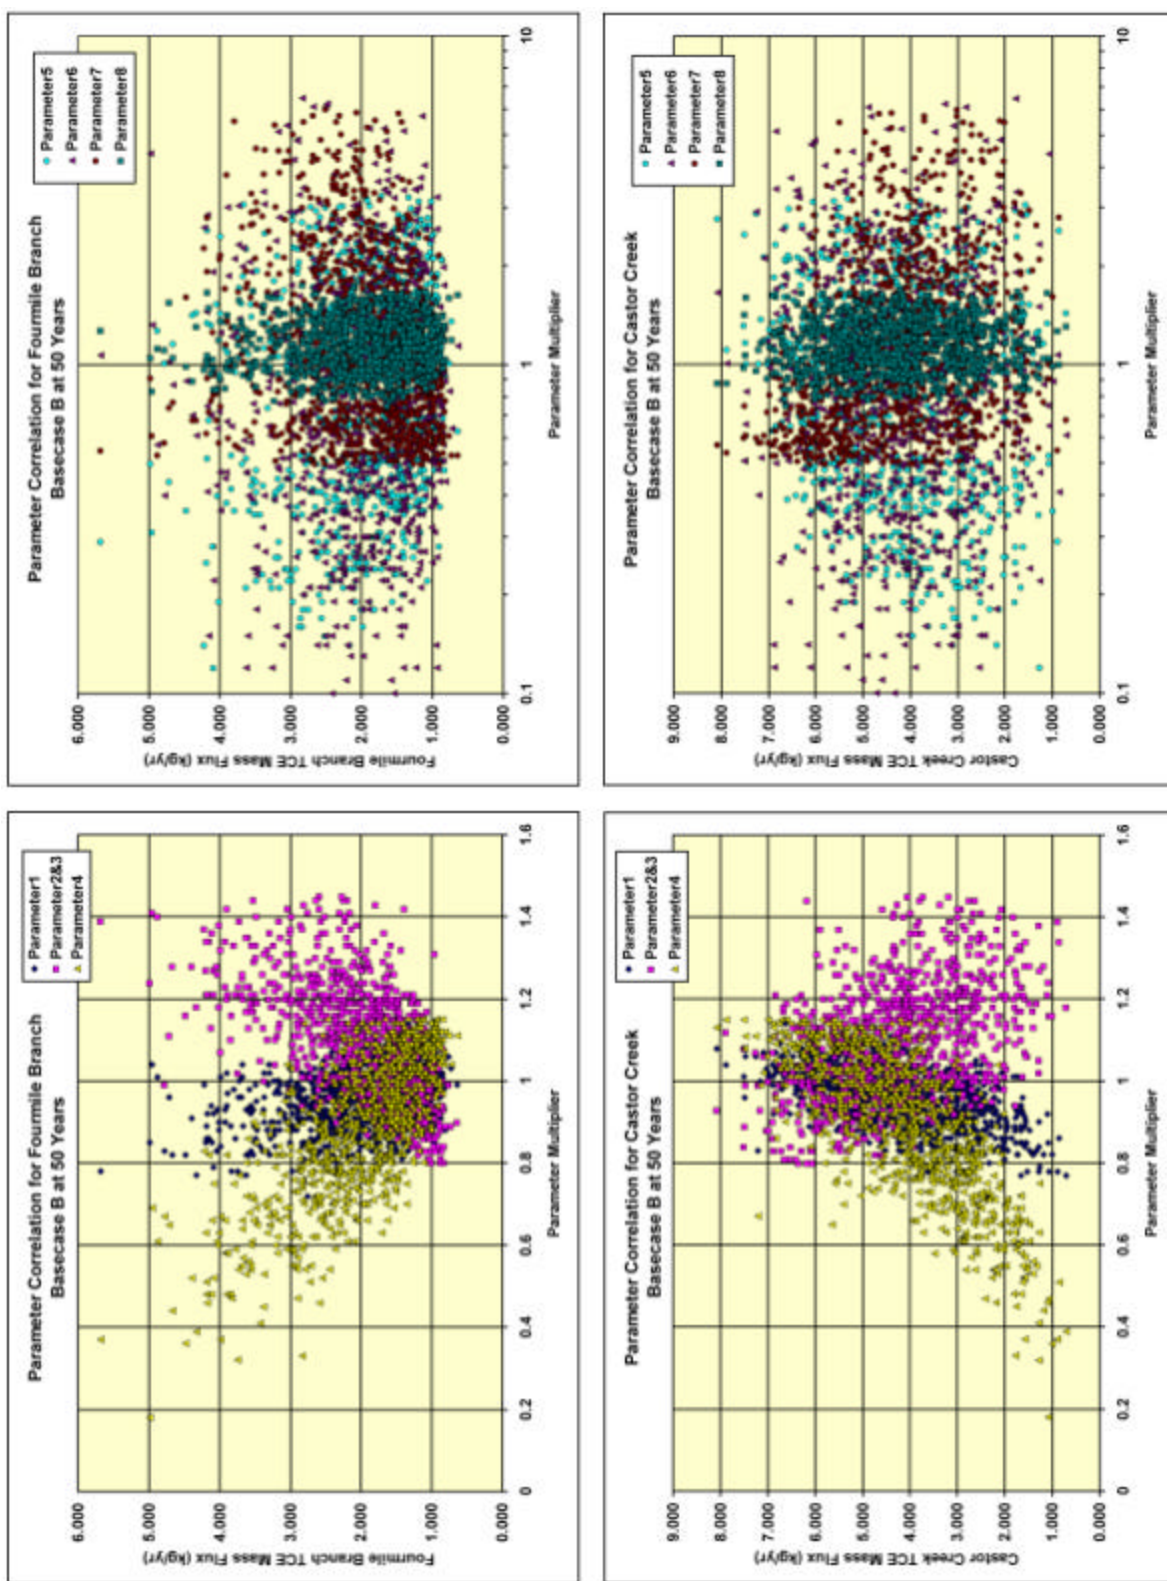 Parameter Correlation for Fourmile Branch
Basecase B at 50 Years
Parameter1
Parameter2&3
Parameter4
Fourmile Branch TCE Mass Flux (kg/yr)
6.000
5.000
4.000
3.000
2.000
1.000
0.000
0
0.2
0.4
0.6
0.8
1
1.2
1.4
1.6
Parameter Multiplier
Parameter Correlation for Fourmile Branch
Basecase B at 50 Years
Parameter5
Parameter6
Parameter7
Parameter8
Fourmile Branch TCE Mass Flux (kg/yr)
6.000
5.000
4.000
3.000
2.000
1.000
0.000
0.1
1
10
Parameter Multiplier
Parameter Correlation for Castor Creek
Basecase B at 50 Years
Parameter1
Parameter2&3
Parameter4
Castor Creek TCE Mass Flux (kg/yr)
9.000
8.000
7.000
6.000
5.000
4.000
3.000
2.000
1.000
0.000
0
0.2
0.4
0.6
0.8
1
1.2
1.4
1.6
Parameter Multiplier
Parameter Correlation for Castor Creek
Basecase B at 50 Years
Parameter5
Parameter6
Parameter7
Parameter8
Castor Creek TCE Mass Flux (kg/yr)
9.000
8.000
7.000
6.000
5.000
4.000
3.000
2.000
1.000
0.000
0.1
1
10
Parameter Multiplier